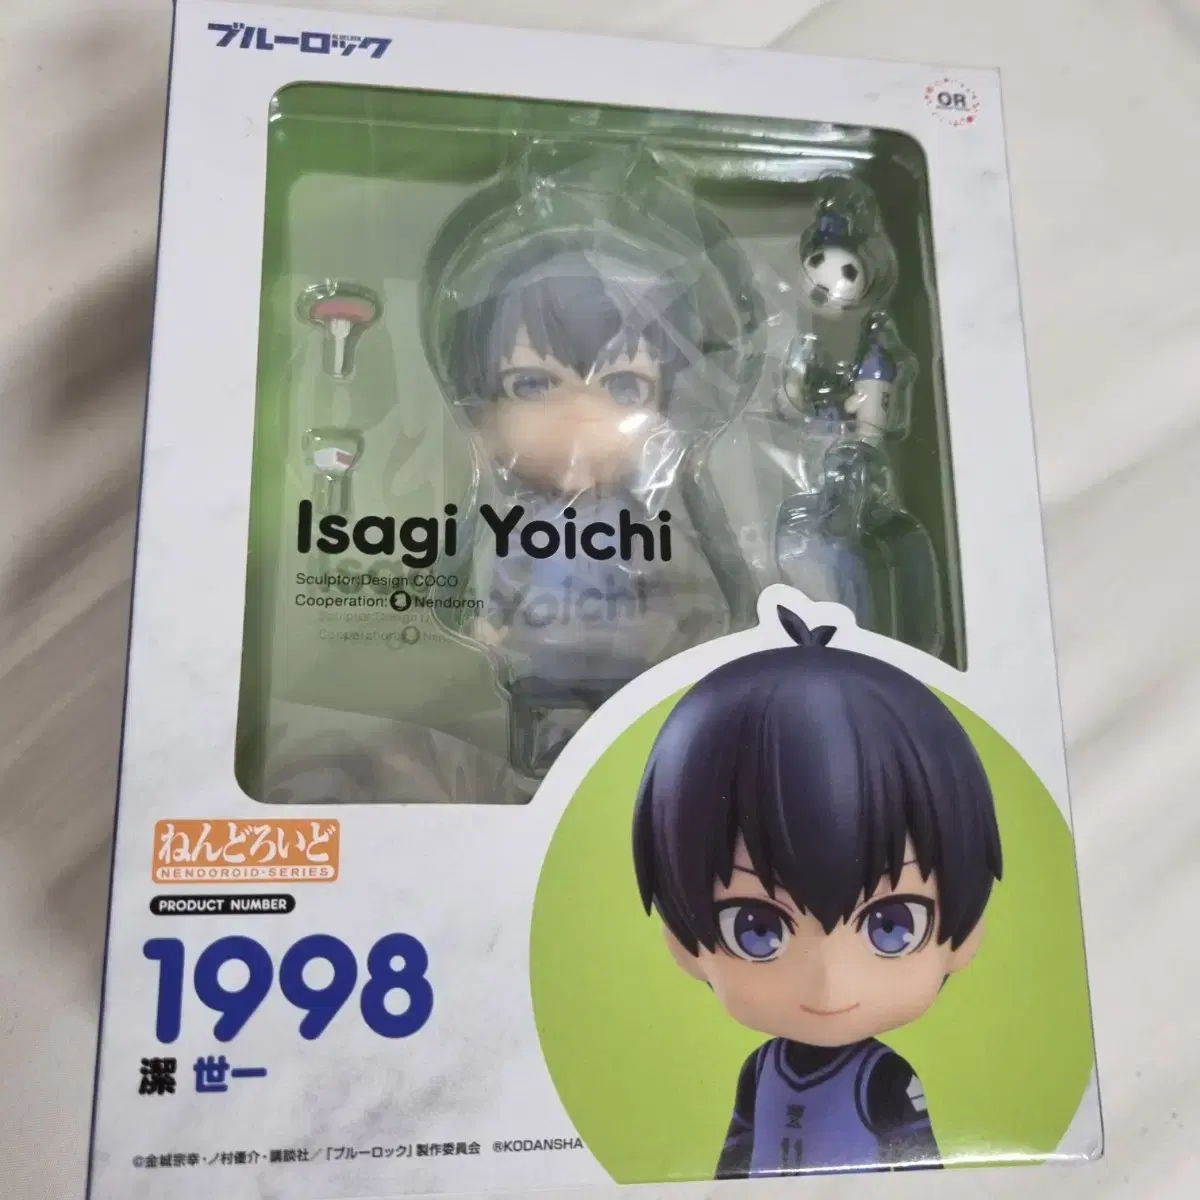 ブルーロック
OR
Isagi Yoichi
Sculptor:Design COCO
Cooperation: Nendoron
ねんどろいど
NENDOROID·SERIES
PRODUCT NUMBER
1998
潔 世一
11
©金城宗幸・ノ村優介・講談社／「ブルーロック」製作委員会 ®KODANSHA